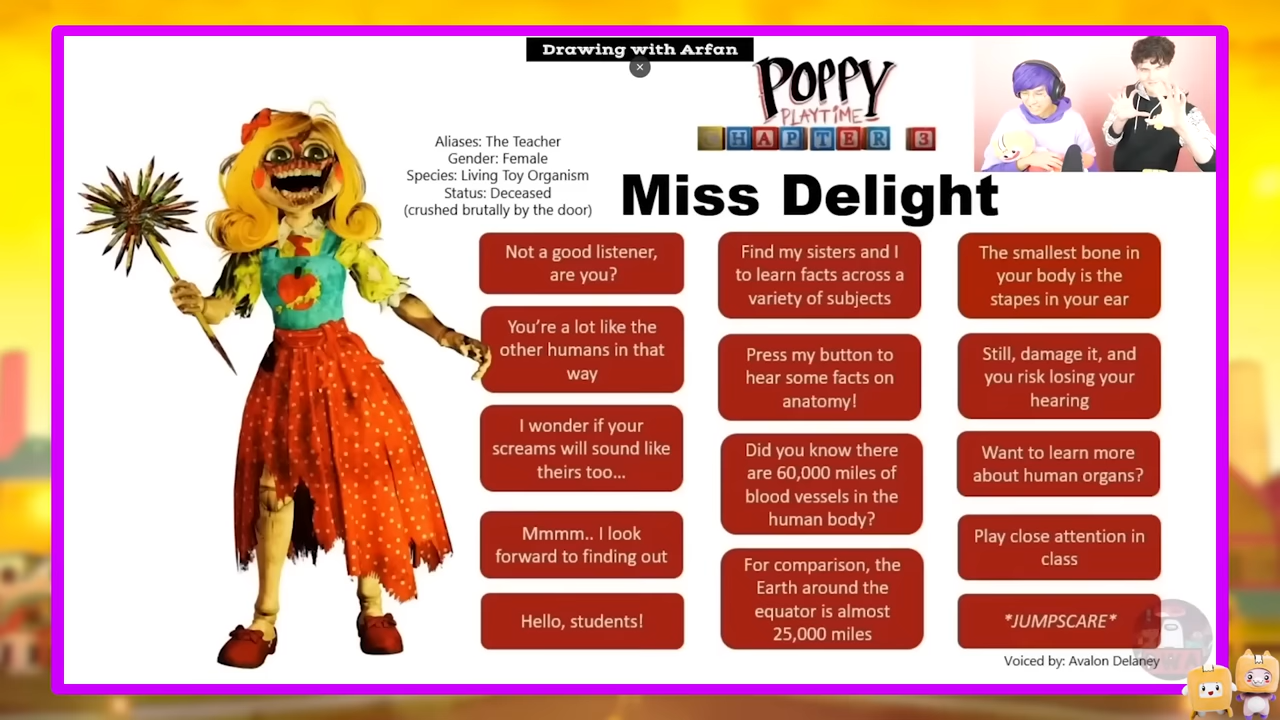 Drawing with Arfan
POPPY
PLAYTIME
CHAPTER 3
Aliases: The Teacher
Gender: Female
Species: Living Toy Organism
Status: Deceased
(crushed brutally by the door)
Miss Delight
Not a good listener,
are you?
You're a lot like the
other humans in that
way
I wonder if your
screams will sound like
theirs too...
Mmmm.. I look
forward to finding out
Hello, students!
Find my sisters and I
to learn facts across a
variety of subjects
Press my button to
hear some facts on
anatomy!
Did you know there
are 60,000 miles of
blood vessels in the
human body?
For comparison, the
Earth around the
equator is almost
25,000 miles
The smallest bone in
your body is the
stapes in your ear
Still, damage it, and
you risk losing your
hearing
Want to learn more
about human organs?
Play close attention in
class
*JUMPSCARE*
Voiced by: Avalon Delaney